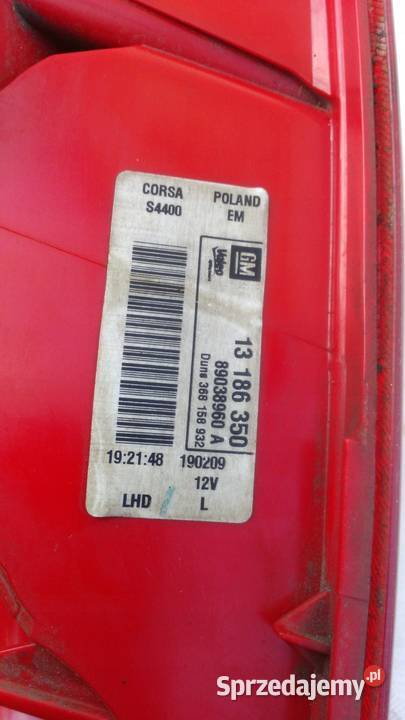 CORSA POLAND
S4400 EM
GM
Valeo
13 186 350
89038960 A
Duns 368 158 932
19:21:48 190209
12V
LHD L
Sprzedajemy.pl